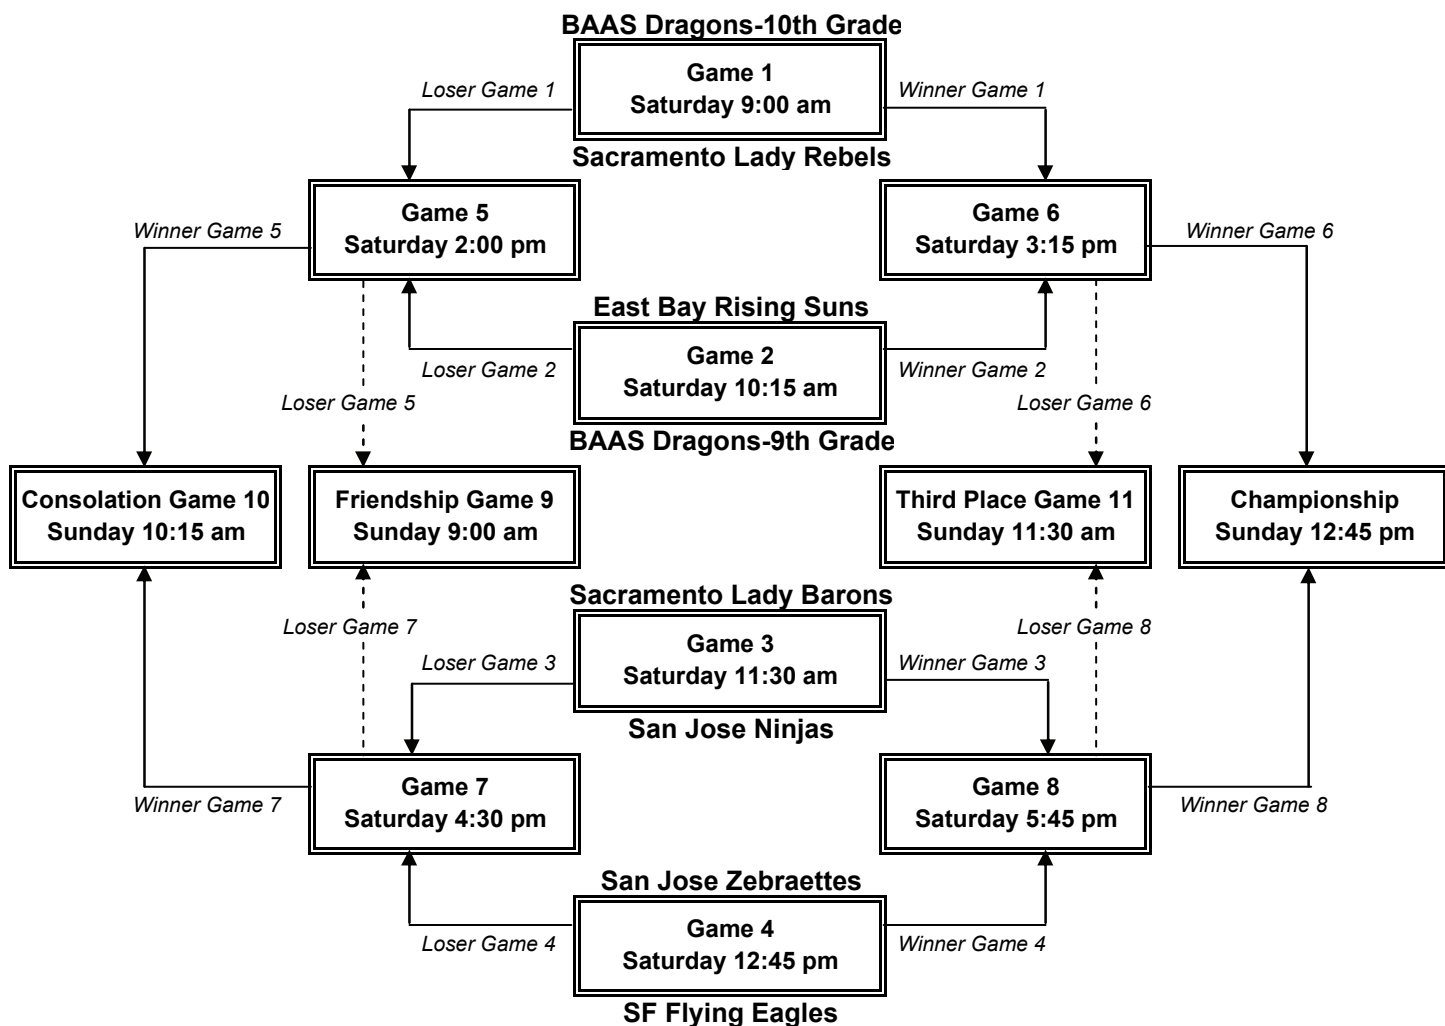 BAAS Dragons-10th Grade
Game 1
Saturday 9:00 am
Loser Game 1
Winner Game 1
Sacramento Lady Rebels
Game 5
Saturday 2:00 pm
Game 6
Saturday 3:15 pm
Winner Game 5
Winner Game 6
East Bay Rising Suns
Game 2
Saturday 10:15 am
Loser Game 2
Winner Game 2
Loser Game 5
Loser Game 6
BAAS Dragons-9th Grade
Consolation Game 10
Sunday 10:15 am
Friendship Game 9
Sunday 9:00 am
Third Place Game 11
Sunday 11:30 am
Championship
Sunday 12:45 pm
Sacramento Lady Barons
Loser Game 7
Loser Game 8
Game 3
Saturday 11:30 am
Loser Game 3
Winner Game 3
San Jose Ninjas
Game 7
Saturday 4:30 pm
Game 8
Saturday 5:45 pm
Winner Game 7
Winner Game 8
San Jose Zebraettes
Game 4
Saturday 12:45 pm
Loser Game 4
Winner Game 4
SF Flying Eagles